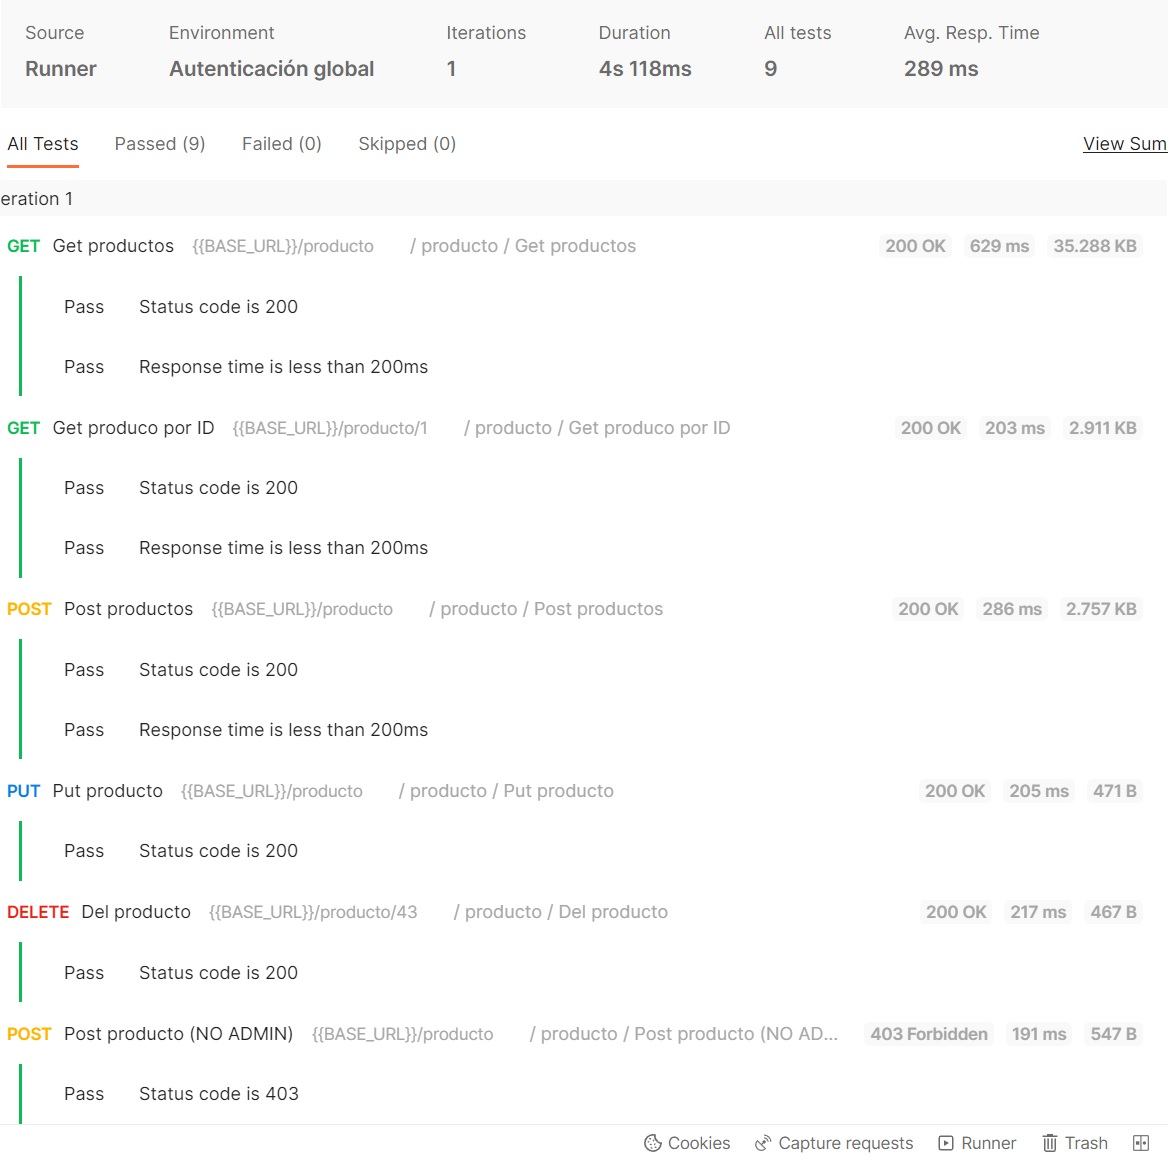 Source Environment Iterations Duration All tests Avg. Resp. Time
Runner Autenticación global 1 4s 118ms 9 289 ms
All Tests Passed (9) Failed (0) Skipped (0) View Sum
eration 1
GET Get productos {{BASE_URL}}/producto / producto / Get productos 200 OK 629 ms 35.288 KB
Pass Status code is 200
Pass Response time is less than 200ms
GET Get produco por ID {{BASE_URL}}/producto/1 / producto / Get produco por ID 200 OK 203 ms 2.911 KB
Pass Status code is 200
Pass Response time is less than 200ms
POST Post productos {{BASE_URL}}/producto / producto / Post productos 200 OK 286 ms 2.757 KB
Pass Status code is 200
Pass Response time is less than 200ms
PUT Put producto {{BASE_URL}}/producto / producto / Put producto 200 OK 205 ms 471 B
Pass Status code is 200
DELETE Del producto {{BASE_URL}}/producto/43 / producto / Del producto 200 OK 217 ms 467 B
Pass Status code is 200
POST Post producto (NO ADMIN) {{BASE_URL}}/producto / producto / Post producto (NO AD... 403 Forbidden 191 ms 547 B
Pass Status code is 403
Cookies Capture requests Runner Trash